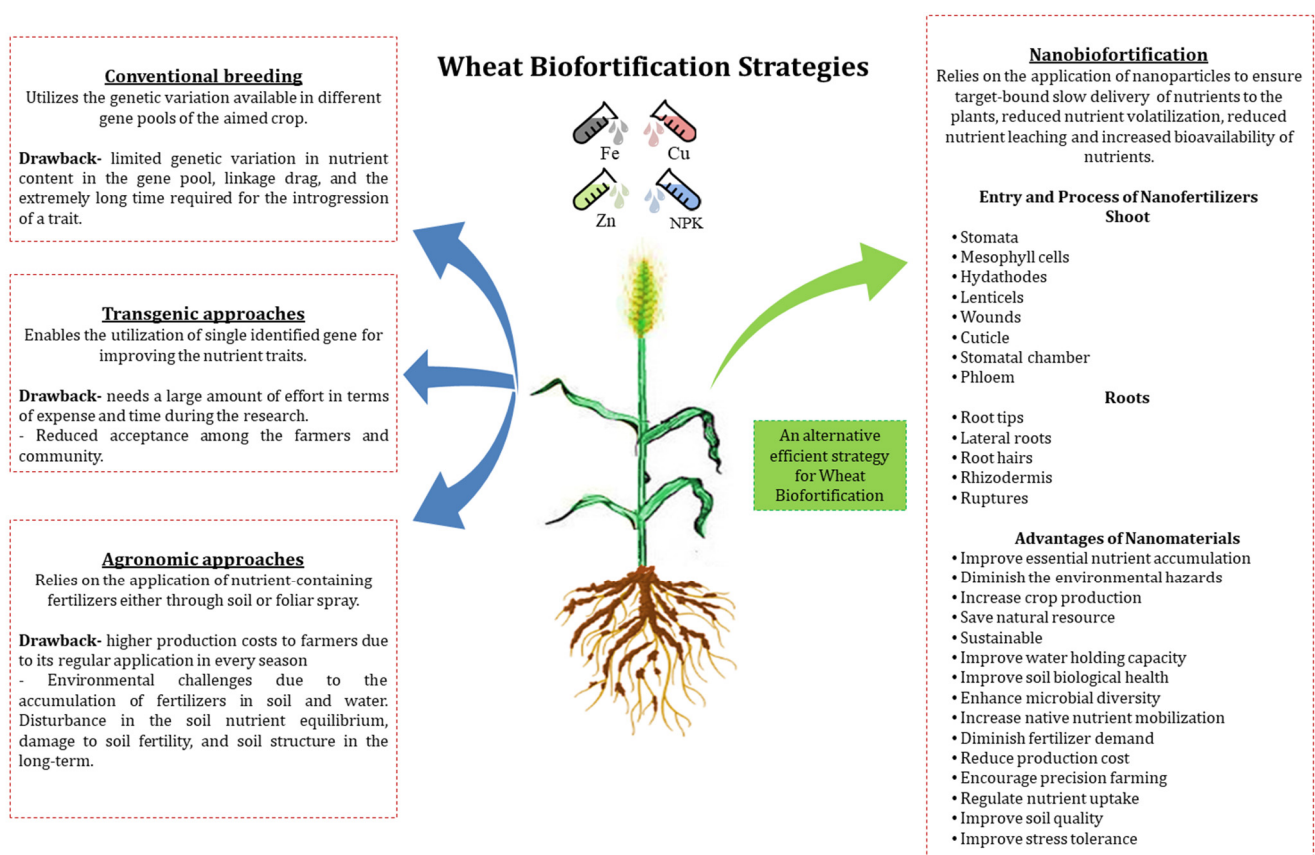 Wheat Biofortification Strategies
Conventional breeding
Utilizes the genetic variation available in different
gene pools of the aimed crop.
Drawback- limited genetic variation in nutrient
content in the gene pool, linkage drag, and the
extremely long time required for the introgression
of a trait.
Transgenic approaches
Enables the utilization of single identified gene for
improving the nutrient traits.
Drawback- needs a large amount of effort in terms
of expense and time during the research.
- Reduced acceptance among the farmers and
community.
Agronomic approaches
Relies on the application of nutrient-containing
fertilizers either through soil or foliar spray.
Drawback- higher production costs to farmers due
to its regular application in every season
- Environmental challenges due to the
accumulation of fertilizers in soil and water.
Disturbance in the soil nutrient equilibrium,
damage to soil fertility, and soil structure in the
long-term.
Fe
Cu
Zn
NPK
An alternative
efficient strategy
for Wheat
Biofortification
Nanobiofortification
Relies on the application of nanoparticles to ensure
target-bound slow delivery of nutrients to the
plants, reduced nutrient volatilization, reduced
nutrient leaching and increased bioavailability of
nutrients.
Entry and Process of Nanofertilizers
Shoot
• Stomata
• Mesophyll cells
• Hydathodes
• Lenticels
• Wounds
• Cuticle
• Stomatal chamber
• Phloem
Roots
• Root tips
• Lateral roots
• Root hairs
• Rhizodermis
• Ruptures
Advantages of Nanomaterials
• Improve essential nutrient accumulation
• Diminish the environmental hazards
• Increase crop production
• Save natural resource
• Sustainable
• Improve water holding capacity
• Improve soil biological health
• Enhance microbial diversity
• Increase native nutrient mobilization
• Diminish fertilizer demand
• Reduce production cost
• Encourage precision farming
• Regulate nutrient uptake
• Improve soil quality
• Improve stress tolerance